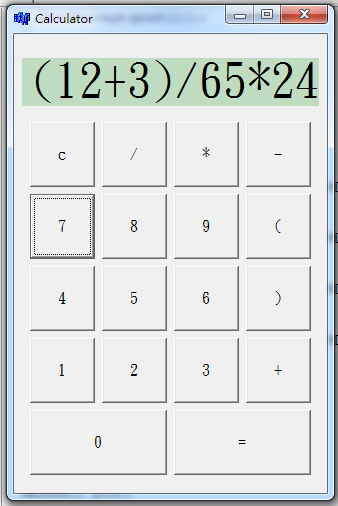 Calculator
(12+3)/65*24
c / * -
7 8 9 (
4 5 6 )
1 2 3 +
0 =